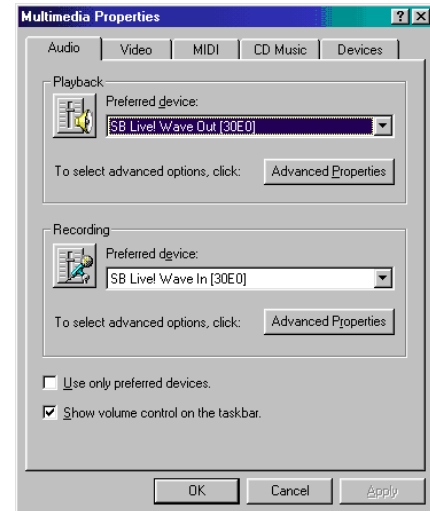 Multimedia Properties
Audio Video MIDI CD Music Devices
Playback
Preferred device:
SB Live! Wave Out [30E0]
To select advanced options, click: Advanced Properties
Recording
Preferred device:
SB Live! Wave In [30E0]
To select advanced options, click: Advanced Properties
Use only preferred devices.
Show volume control on the taskbar.
OK Cancel Apply